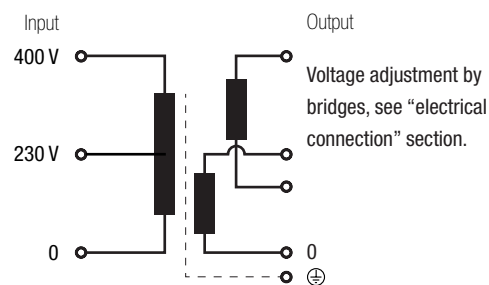 Input
Output
400 V
Voltage adjustment by
bridges, see “electrical
connection” section.
230 V
0
0